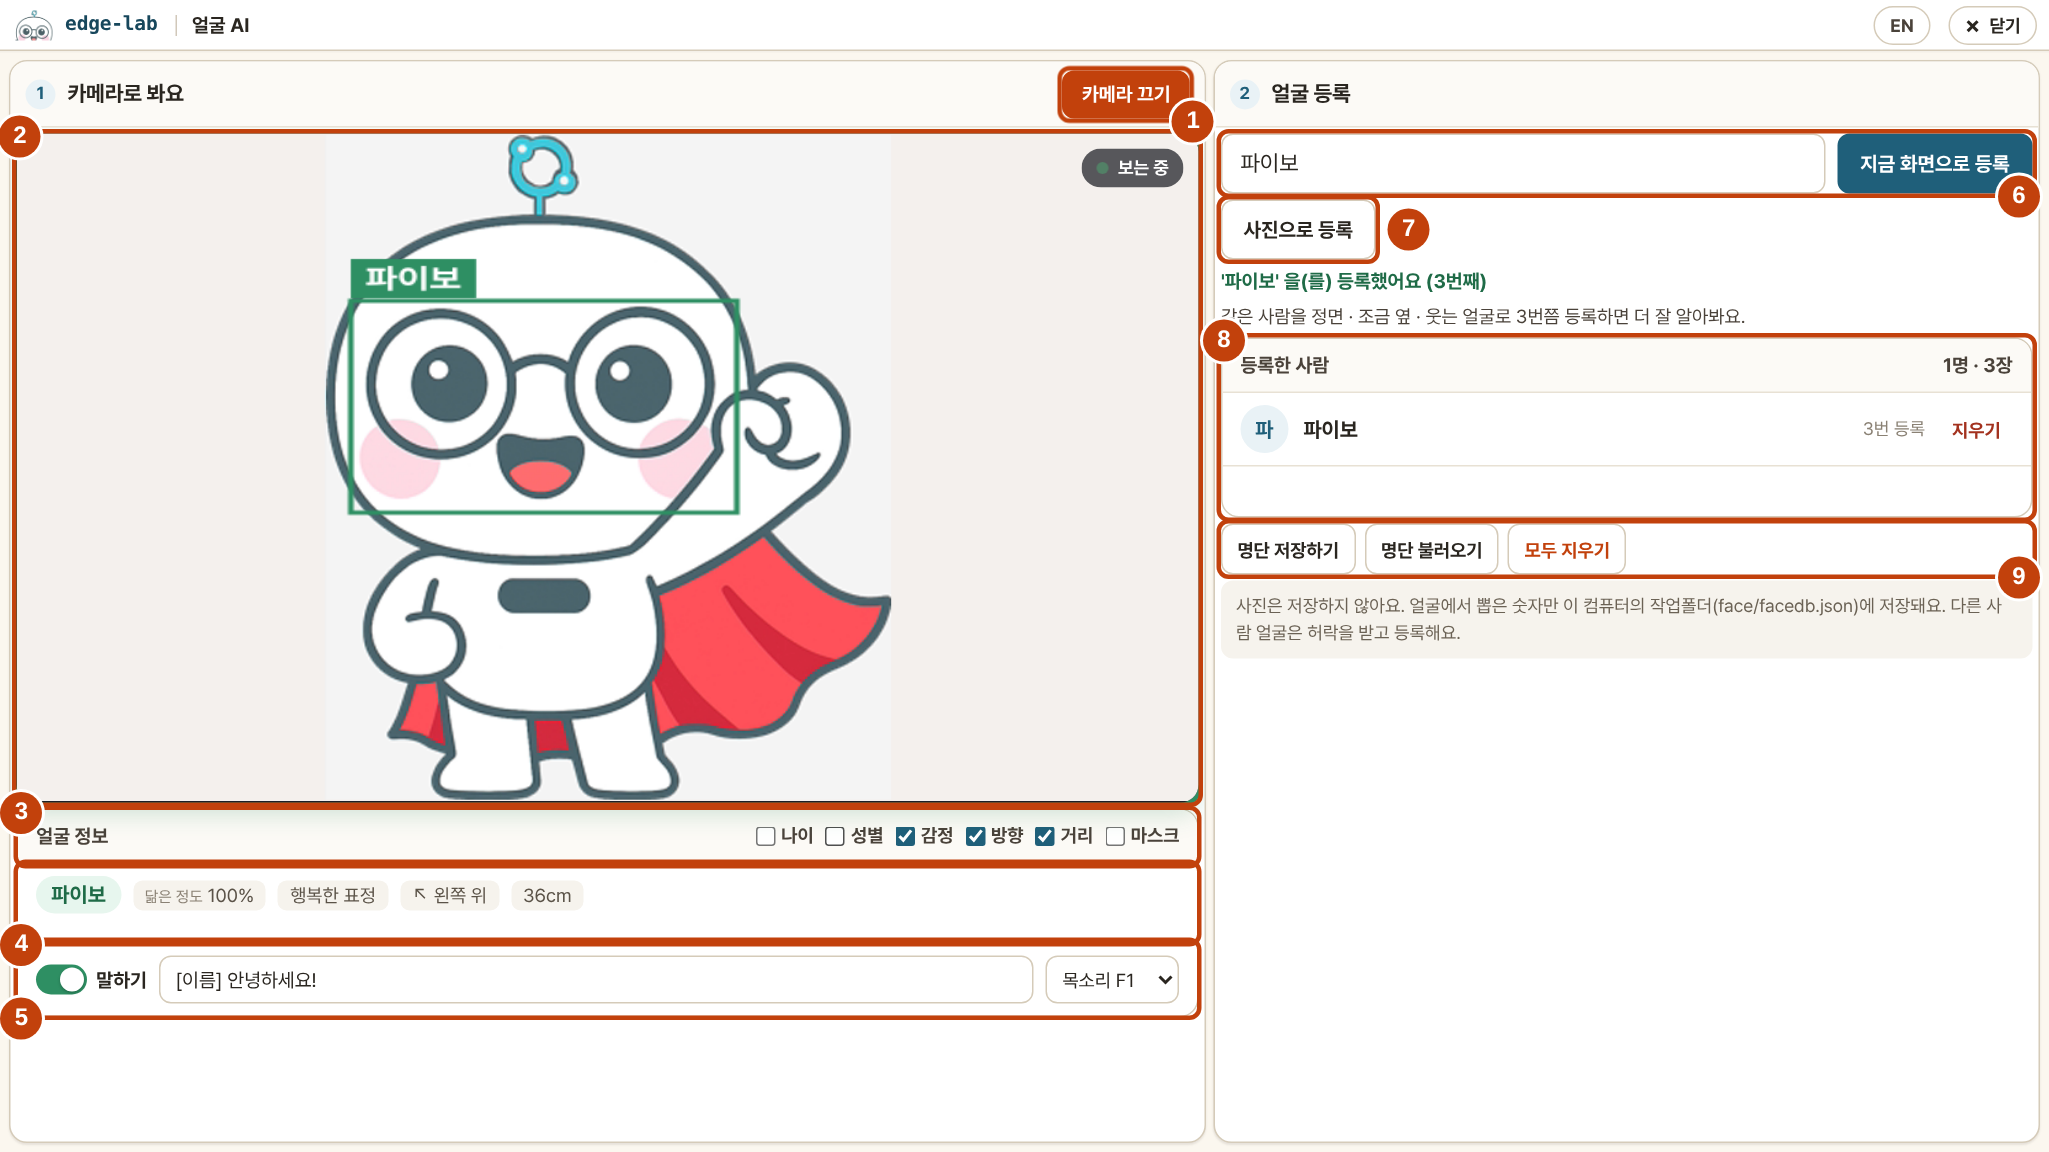 edge-lab
얼굴 AI
EN
✕ 닫기
1 카메라로 봐요
카메라 끄기
1
2
보는 중
파이보
3
얼굴 정보
나이 성별 감정 방향 거리 마스크
파이보 닮은 정도 100% 행복한 표정 ↖ 왼쪽 위 36cm
4
말하기 [이름] 안녕하세요! 목소리 F1
5
2 얼굴 등록
파이보 지금 화면으로 등록
6
사진으로 등록
7
'파이보' 을(를) 등록했어요 (3번째)
같은 사람을 정면 · 조금 옆 · 웃는 얼굴로 3번쯤 등록하면 더 잘 알아봐요.
8
등록한 사람 1명 · 3장
파 파이보 3번 등록 지우기
명단 저장하기 명단 불러오기 모두 지우기
9
사진은 저장하지 않아요. 얼굴에서 뽑은 숫자만 이 컴퓨터의 작업폴더(face/facedb.json)에 저장돼요. 다른 사
람 얼굴은 허락을 받고 등록해요.